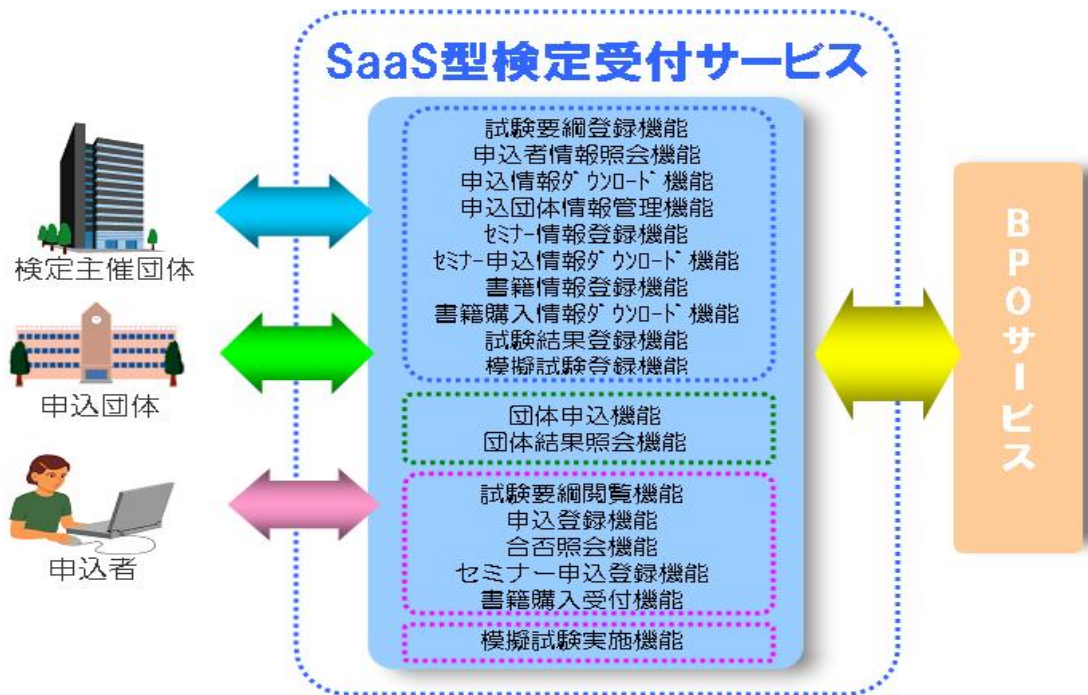 SaaS型検定受付サービス
試験要綱登録機能
申込者情報照会機能
申込情報ﾀﾞｳﾝﾛｰﾄﾞ機能
申込団体情報管理機能
ｾﾐﾅｰ情報登録機能
ｾﾐﾅｰ申込情報ﾀﾞｳﾝﾛｰﾄﾞ機能
書籍情報登録機能
書籍購入情報ﾀﾞｳﾝﾛｰﾄﾞ機能
試験結果登録機能
模擬試験登録機能
団体申込機能
団体結果照会機能
試験要綱閲覧機能
申込登録機能
合否照会機能
セミナー申込登録機能
書籍購入受付機能
模擬試験実施機能
検定主催団体
申込団体
申込者
BPOサービス